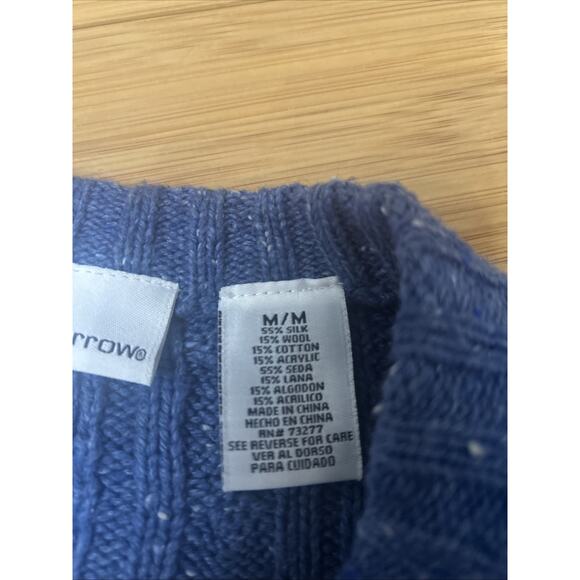 rrow®
M/M
55% SILK
15% WOOL
15% COTTON
15% ACRYLIC
55% SEDA
15% LANA
15% ALGODON
15% ACRILICO
MADE IN CHINA
HECHO EN CHINA
RN# 73277
SEE REVERSE FOR CARE
VER AL DORSO
PARA CUIDADO